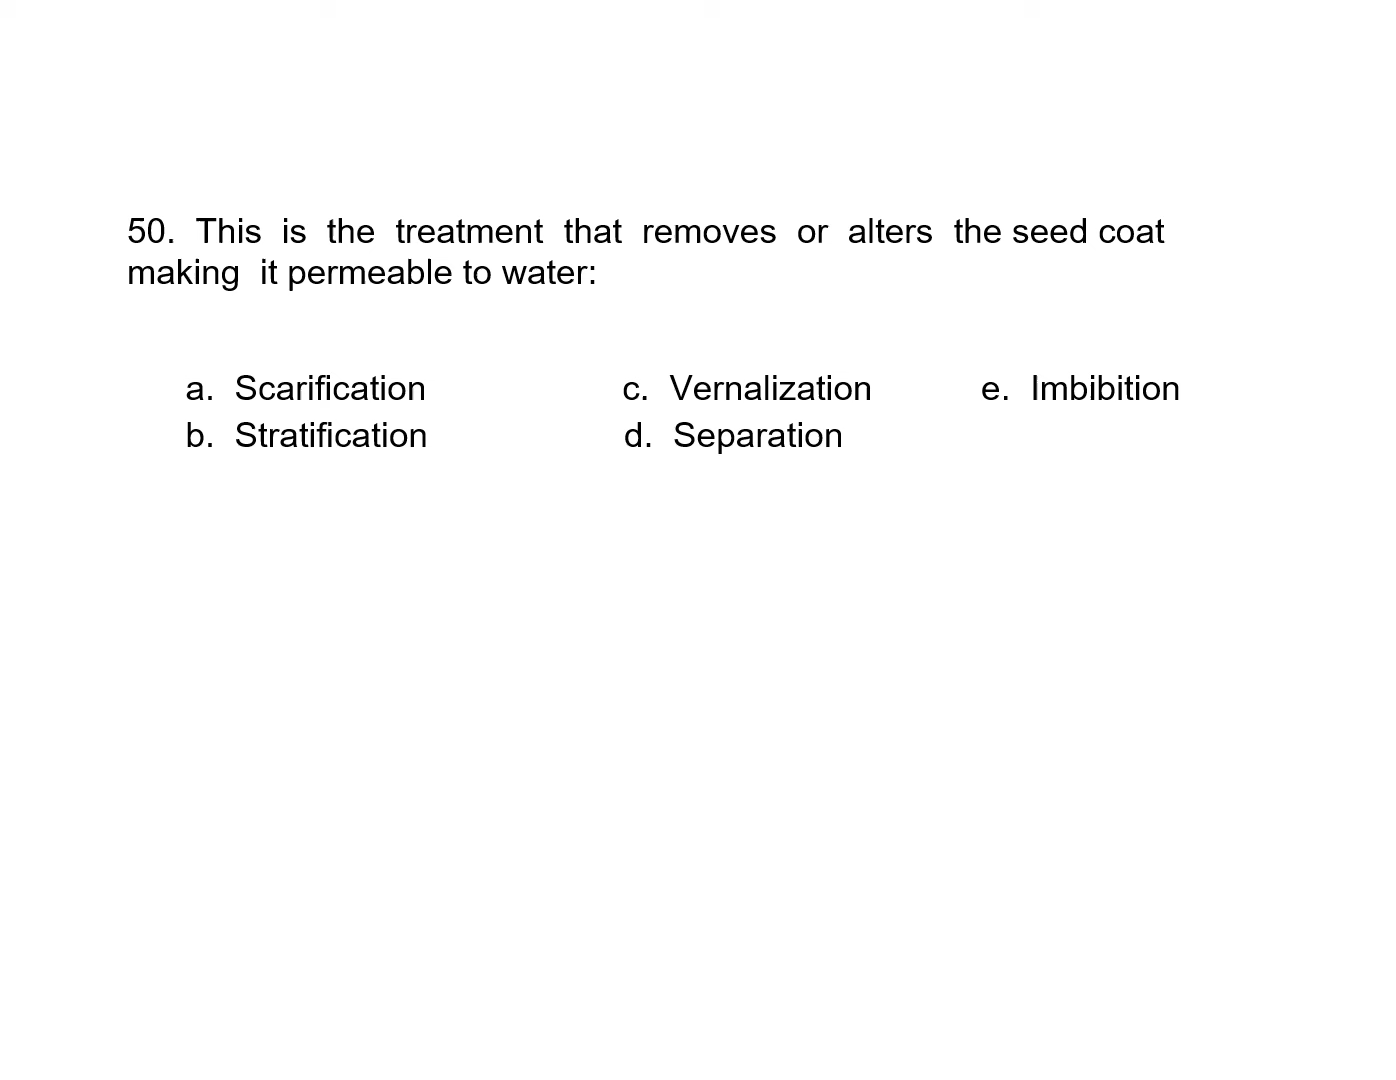 50. This is the treatment that removes or alters the seed coat
making it permeable to water:
a. Scarification c. Vernalization e. Imbibition
b. Stratification d. Separation